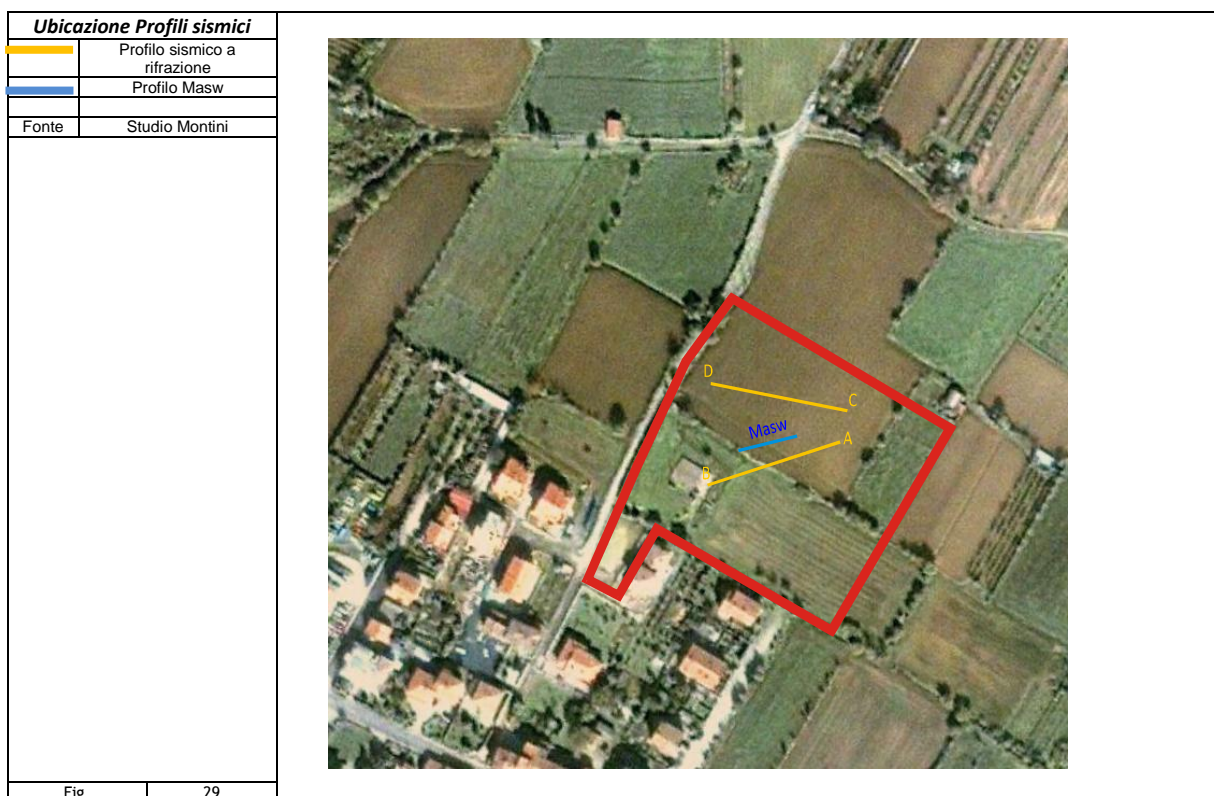 Ubicazione Profili sismici
Profilo sismico a
rifrazione
Profilo Masw
Fonte Studio Montini
D
C
Masw
A
B
Fig 29